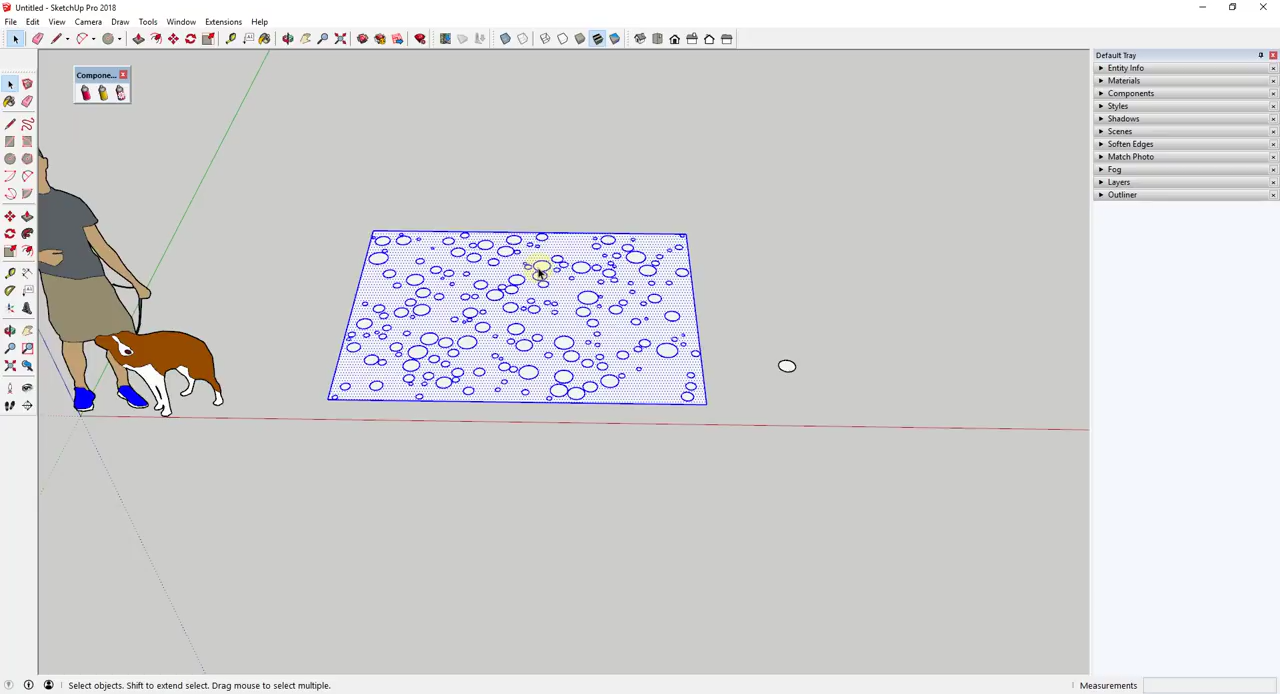 Untitled - SketchUp Pro 2018
File Edit View Camera Draw Tools Window Extensions Help
Compone...
Default Tray
Entity Info
Materials
Components
Styles
Shadows
Scenes
Soften Edges
Match Photo
Fog
Layers
Outliner
Select objects. Shift to extend select. Drag mouse to select multiple.
Measurements